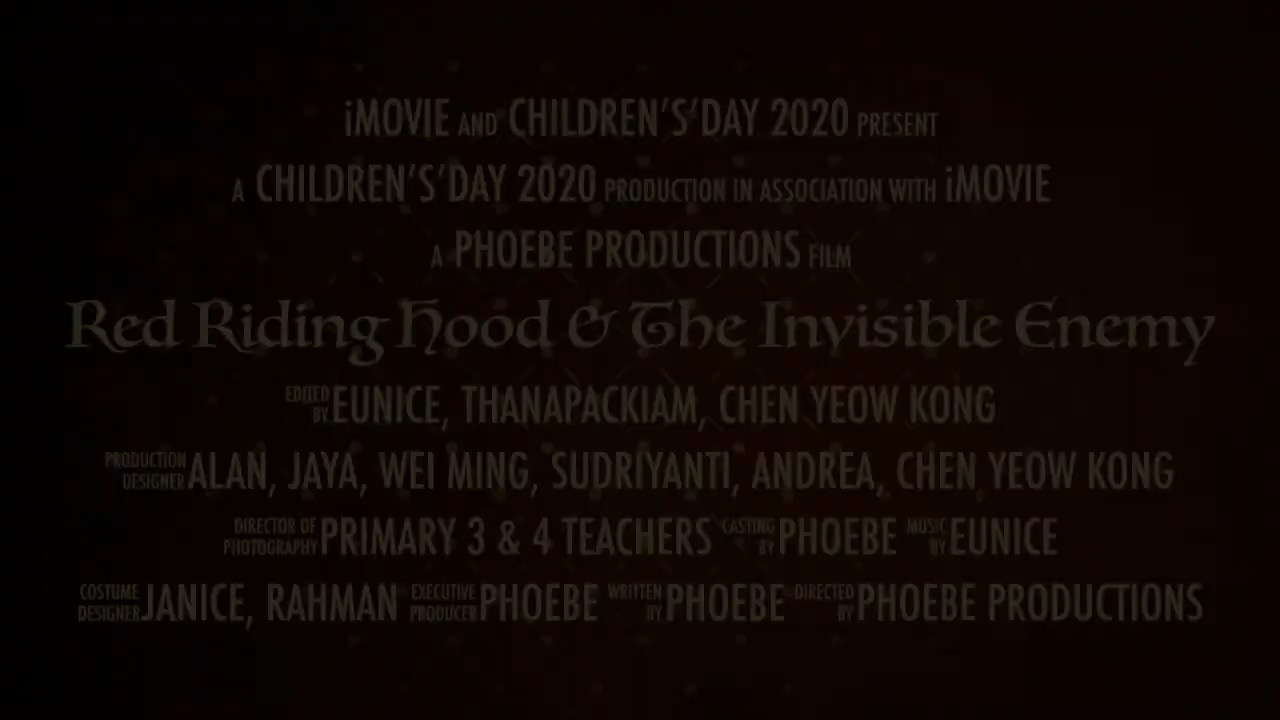 iMOVIE AND CHILDREN'S'DAY 2020 PRESENT
A CHILDREN'S'DAY 2020 PRODUCTION IN ASSOCIATION WITH iMOVIE
A PHOEBE PRODUCTIONS FILM
Red Riding Hood & The Invisible Enemy
EDITED BY EUNICE, THANAPACKIAM, CHEN YEOW KONG
PRODUCTION DESIGNER ALAN, JAYA, WEI MING, SUDRIYANTI, ANDREA, CHEN YEOW KONG
DIRECTOR OF PHOTOGRAPHY PRIMARY 3 & 4 TEACHERS CASTING BY PHOEBE MUSIC BY EUNICE
COSTUME DESIGNER JANICE, RAHMAN EXECUTIVE PRODUCER PHOEBE WRITTEN BY PHOEBE DIRECTED BY PHOEBE PRODUCTIONS